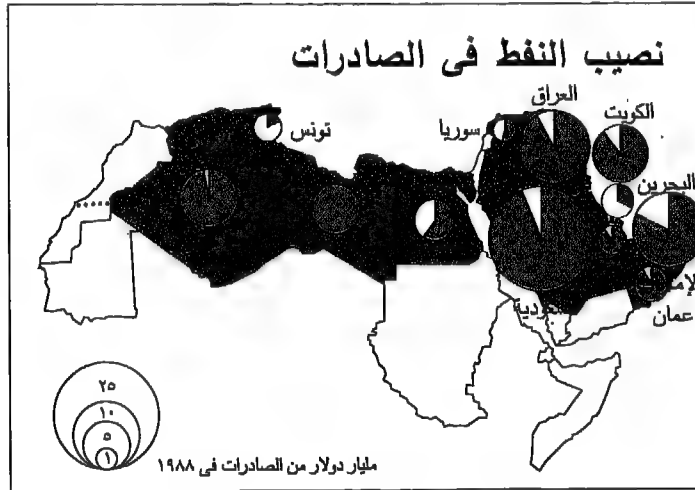 نصيب النفط فى الصادرات
العراق
الكويت
تونس
سوريا
البحرين
عمان
٢٥
١٠
٥
١
مليار دولار من الصادرات فى ١٩٨٨